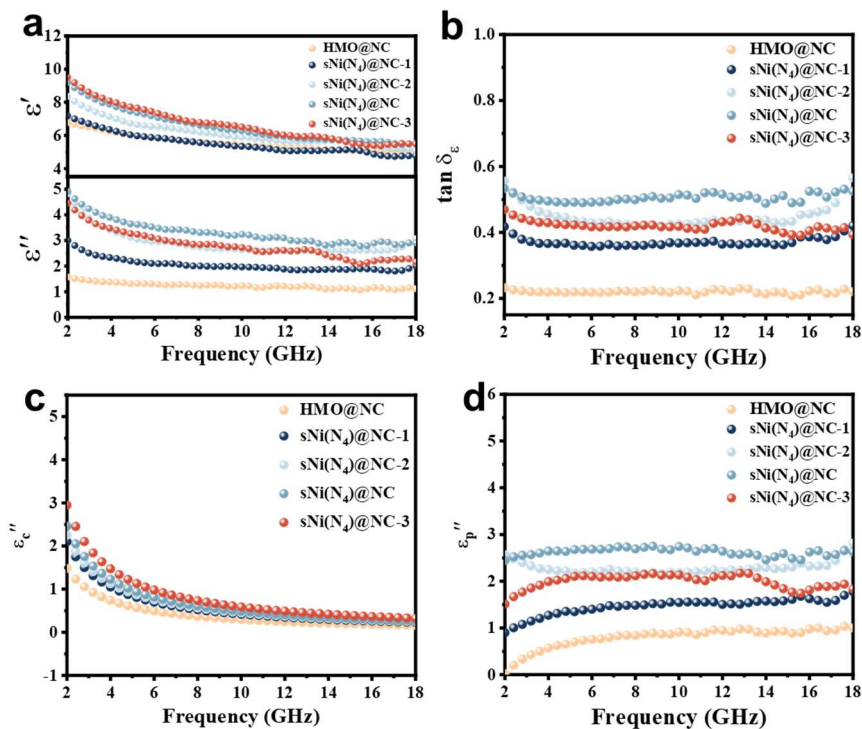 a
ε′
12
10
8
6
4
HMO@NC
sNi(N₄)@NC-1
sNi(N₄)@NC-2
sNi(N₄)@NC
sNi(N₄)@NC-3
ε″
5
4
3
2
1
0
2 4 6 8 10 12 14 16 18
Frequency (GHz)
b
tan δε
1.0
0.8
0.6
0.4
0.2
HMO@NC
sNi(N₄)@NC-1
sNi(N₄)@NC-2
sNi(N₄)@NC
sNi(N₄)@NC-3
2 4 6 8 10 12 14 16 18
Frequency (GHz)
c
εc″
5
4
3
2
1
0
-1
HMO@NC
sNi(N₄)@NC-1
sNi(N₄)@NC-2
sNi(N₄)@NC
sNi(N₄)@NC-3
2 4 6 8 10 12 14 16 18
Frequency (GHz)
d
εp″
6
5
4
3
2
1
0
HMO@NC
sNi(N₄)@NC-1
sNi(N₄)@NC-2
sNi(N₄)@NC
sNi(N₄)@NC-3
2 4 6 8 10 12 14 16 18
Frequency (GHz)